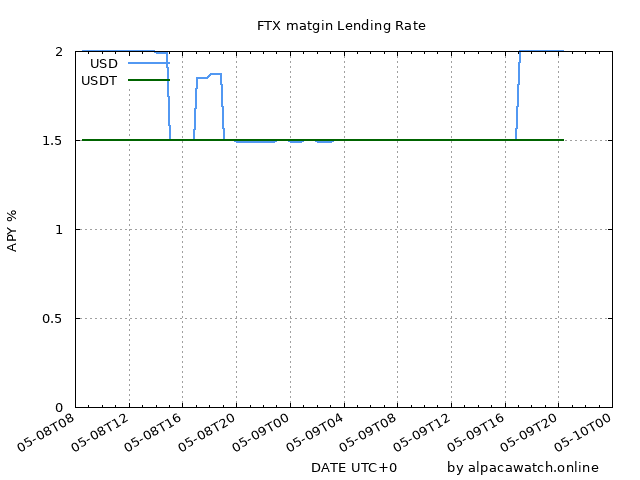 FTX matgin Lending Rate
2
USD
USDT
1.5
1
APY %
0.5
0
05-08T08 05-08T12 05-08T16 05-08T20 05-09T00 05-09T04 05-09T08 05-09T12 05-09T16 05-09T20 05-10T00
DATE UTC+0 by alpacawatch.online